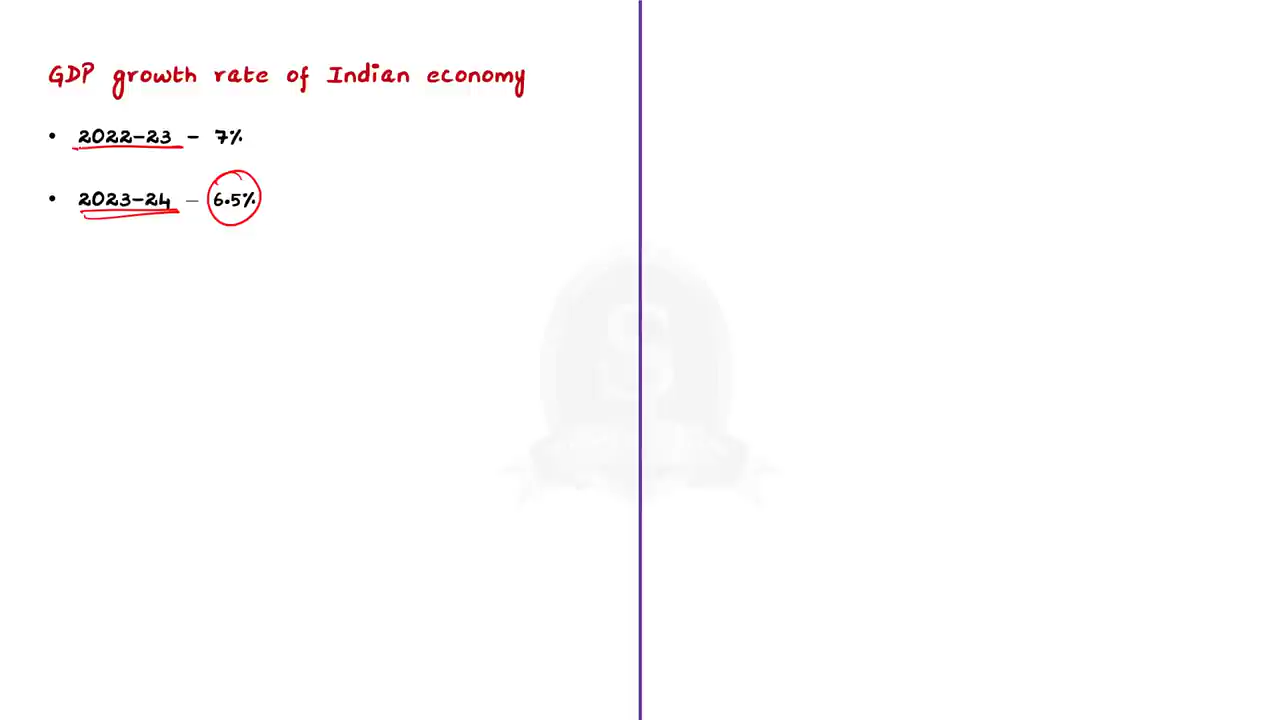 GDP growth rate of Indian economy
• 2022-23 - 7%
• 2023-24 - 6.5%